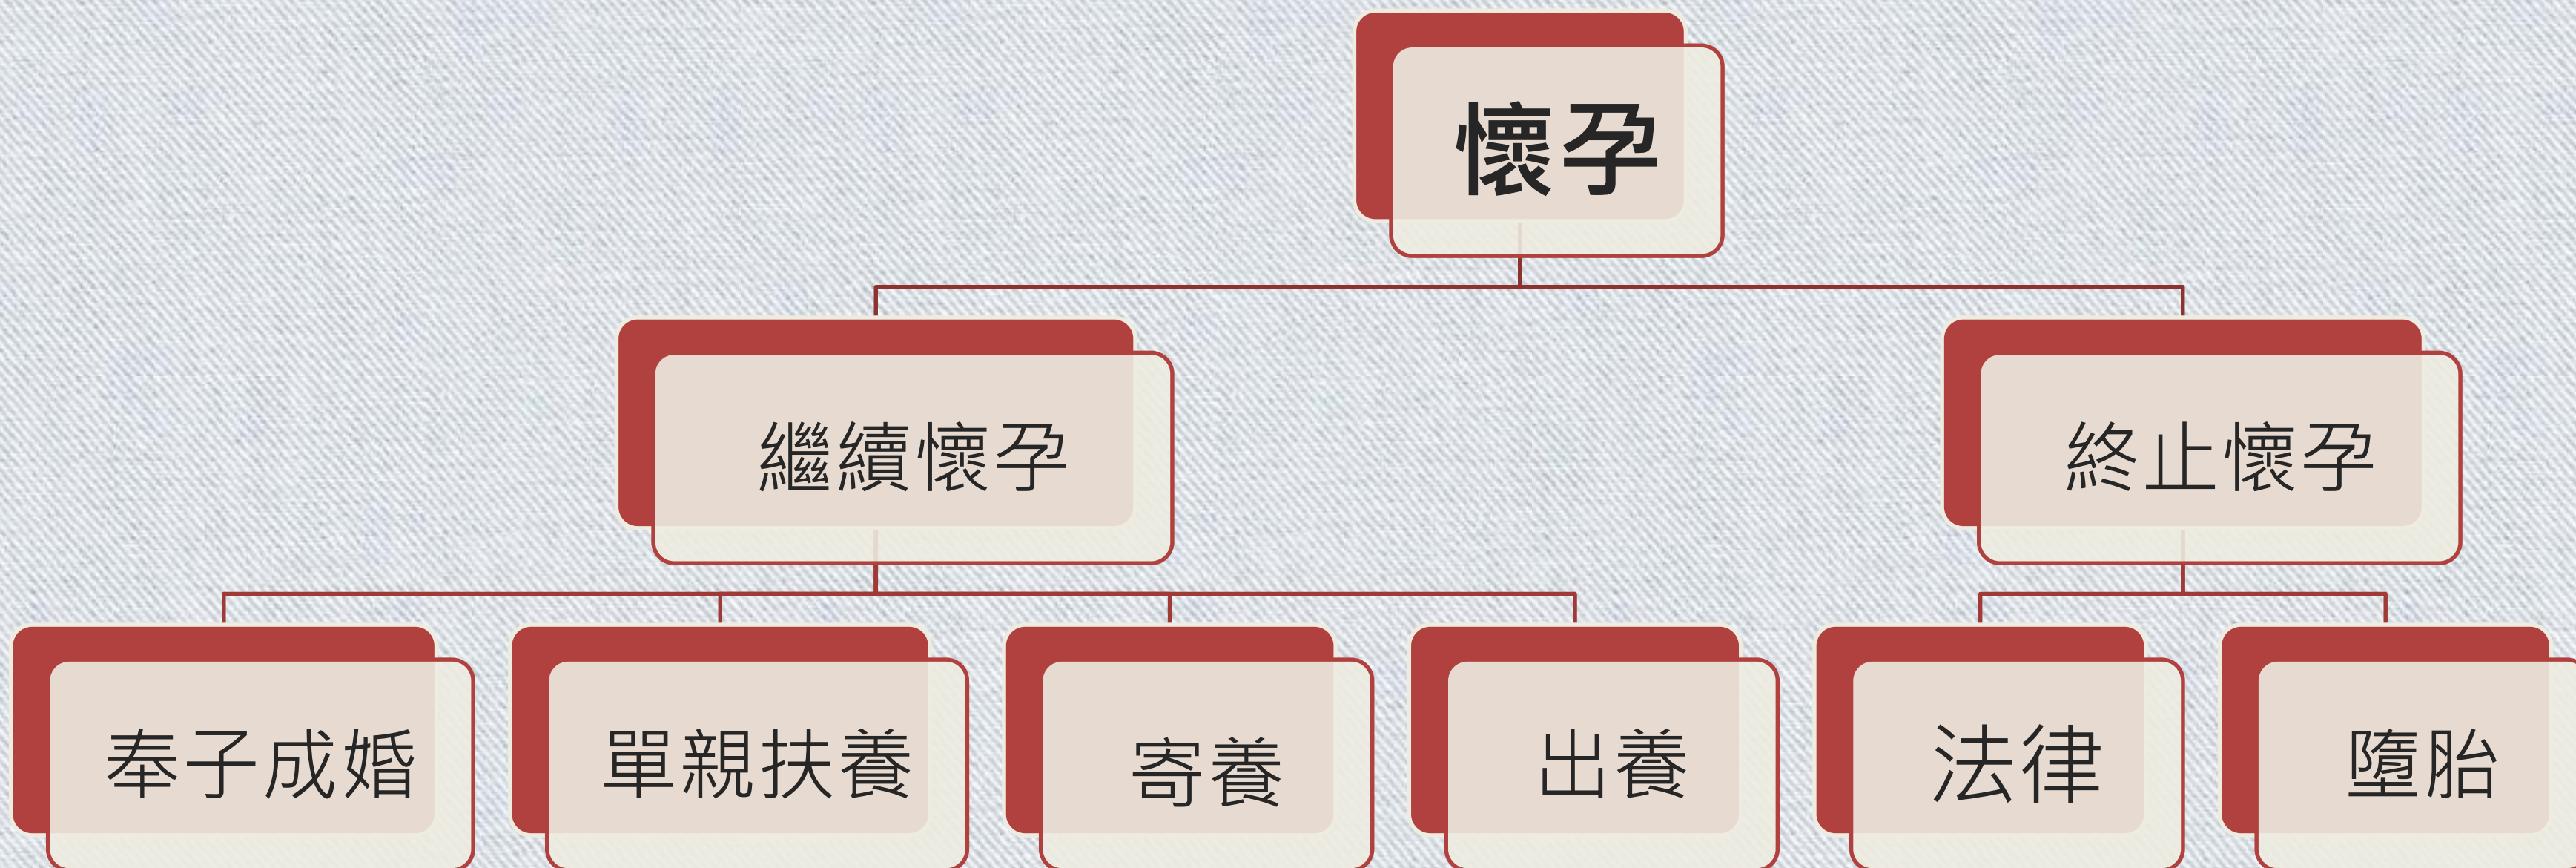 懷孕
繼續懷孕
終止懷孕
奉子成婚
單親扶養
寄養
出養
法律
墮胎